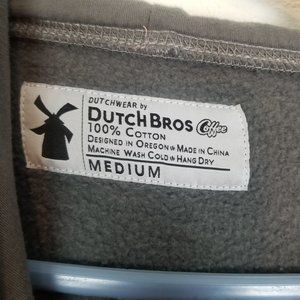 DUTCHWEAR BY
DUTCH BROS Coffee
100% COTTON
DESIGNED IN OREGON MADE IN CHINA
MACHINE WASH COLD HANG DRY
MEDIUM